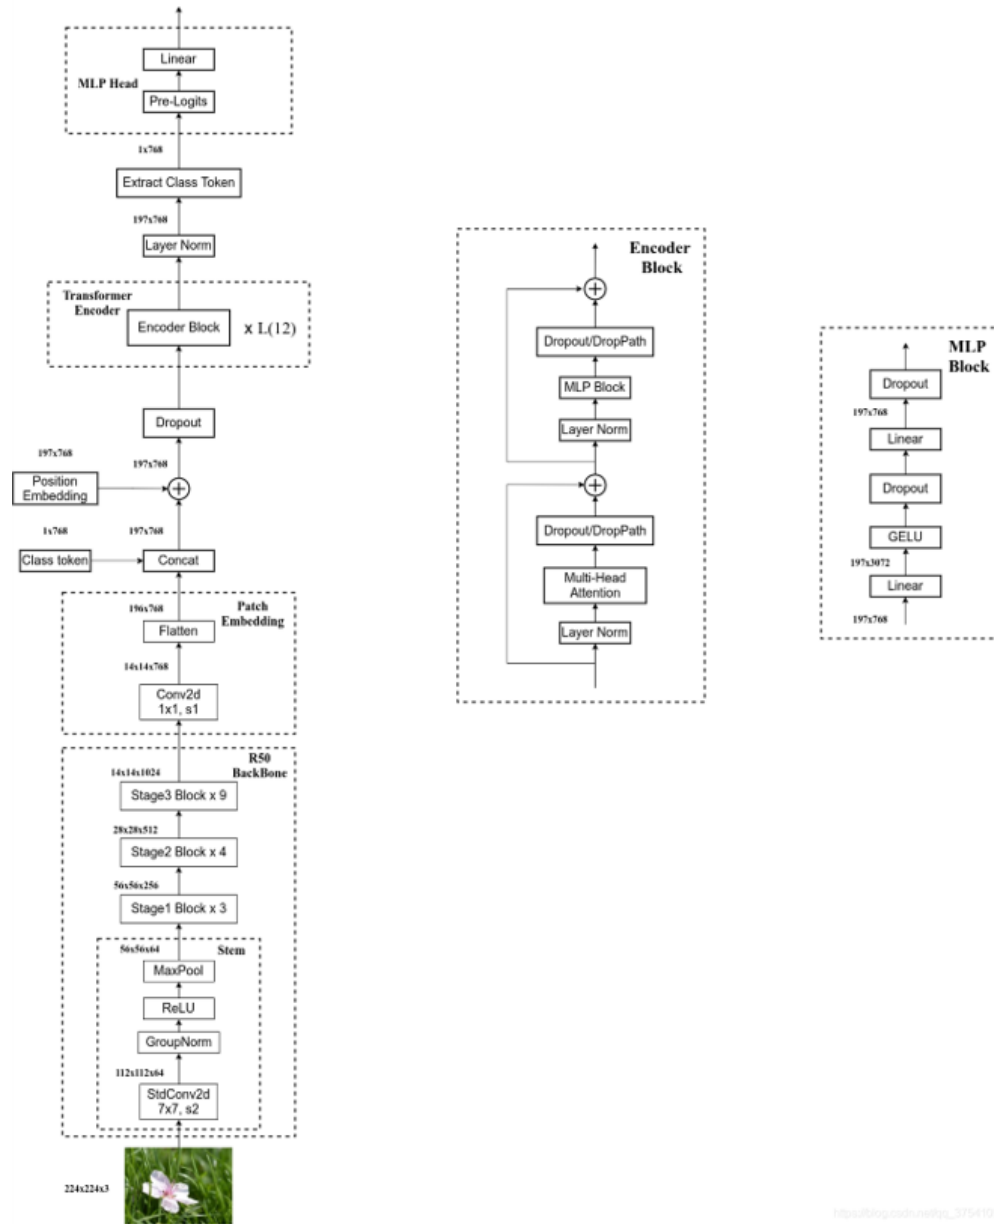 Linear
MLP Head
Pre-Logits
1x768
Extract Class Token
197x768
Layer Norm
Transformer
Encoder
Encoder Block
x L(12)
Dropout
197x768
197x768
Position
Embedding
1x768
197x768
Class token
Concat
196x768
Patch
Embedding
Flatten
14x14x768
Conv2d
1x1, s1
R50
BackBone
14x14x1024
Stage3 Block x 9
28x28x512
Stage2 Block x 4
56x56x256
Stage1 Block x 3
56x56x64
Stem
MaxPool
ReLU
GroupNorm
112x112x64
StdConv2d
7x7, s2
224x224x3
Encoder
Block
Dropout/DropPath
MLP Block
Layer Norm
Dropout/DropPath
Multi-Head
Attention
Layer Norm
MLP
Block
Dropout
197x768
Linear
Dropout
GELU
197x3072
Linear
197x768